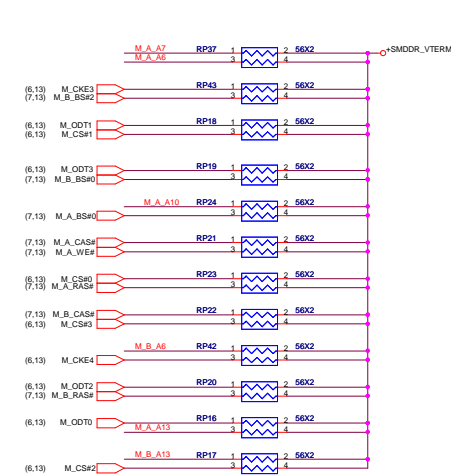 M_A_A7 RP37 1 2 56X2 +SMDDR_VTERM
M_A_A6 3 4
(6,13) M_CKE3 RP43 1 2 56X2
(7,13) M_B_BS#2 3 4
(6,13) M_ODT1 RP18 1 2 56X2
(6,13) M_CS#1 3 4
(6,13) M_ODT3 RP19 1 2 56X2
(7,13) M_B_BS#0 3 4
M_A_A10 RP24 1 2 56X2
(7,13) M_A_BS#0 3 4
(7,13) M_A_CAS# RP21 1 2 56X2
(7,13) M_A_WE# 3 4
(6,13) M_CS#0 RP23 1 2 56X2
(7,13) M_A_RAS# 3 4
(7,13) M_B_CAS# RP22 1 2 56X2
(6,13) M_CS#3 3 4
M_B_A6 RP42 1 2 56X2
(6,13) M_CKE4 3 4
(6,13) M_ODT2 RP20 1 2 56X2
(7,13) M_B_RAS# 3 4
(6,13) M_ODT0 RP16 1 2 56X2
M_A_A13 3 4
M_B_A13 RP17 1 2 56X2
(6,13) M_CS#2 3 4